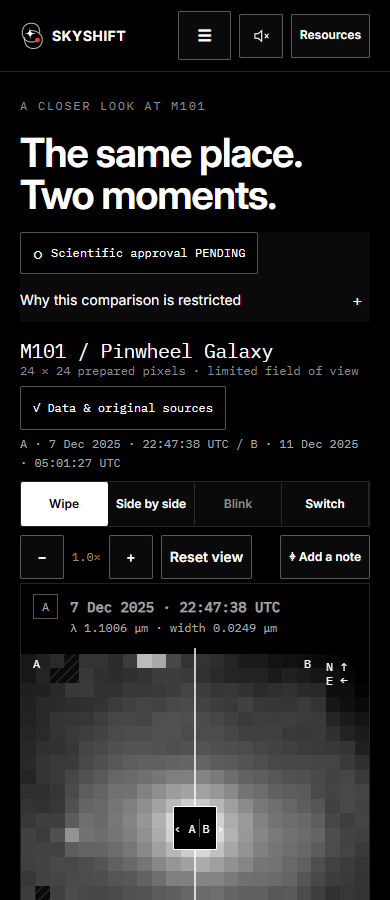 SKYSHIFT
Resources
A CLOSER LOOK AT M101
The same place.
Two moments.
Scientific approval PENDING
Why this comparison is restricted +
M101 / Pinwheel Galaxy
24 × 24 prepared pixels · limited field of view
√ Data & original sources
A · 7 Dec 2025 · 22:47:38 UTC / B · 11 Dec 2025
· 05:01:27 UTC
Wipe Side by side Blink Switch
− 1.0× + Reset view Add a note
A 7 Dec 2025 · 22:47:38 UTC
λ 1.1006 µm · width 0.0249 µm
A B N ↑
E ←
‹ A B ›